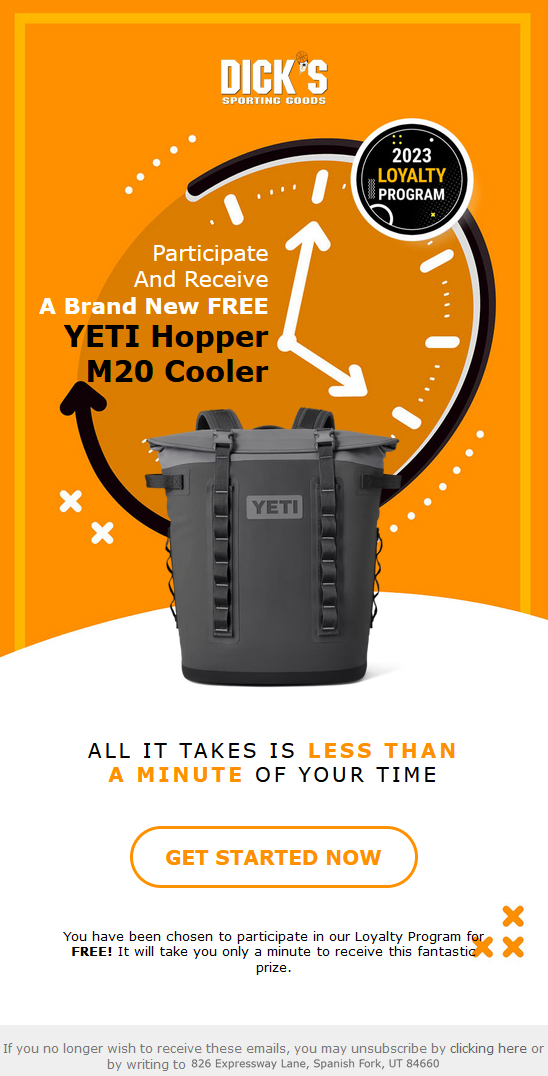 DICK'S
SPORTING GOODS
2023
LOYALTY
PROGRAM
Participate
And Receive
A Brand New FREE
YETI Hopper
M20 Cooler
YETI
ALL IT TAKES IS LESS THAN
A MINUTE OF YOUR TIME
GET STARTED NOW
You have been chosen to participate in our Loyalty Program for
FREE! It will take you only a minute to receive this fantastic
prize.
If you no longer wish to receive these emails, you may unsubscribe by clicking here or
by writing to 826 Expressway Lane, Spanish Fork, UT 84660